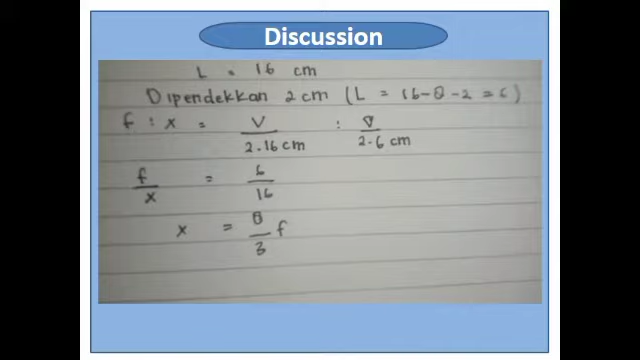 Discussion
L = 16 cm
Dipendekkan 2 cm ( L = 16-8-2 = 6 )
f : x = V / 2.16 cm : V / 2.6 cm
f / x = 6 / 16
x = 8 / 3 f